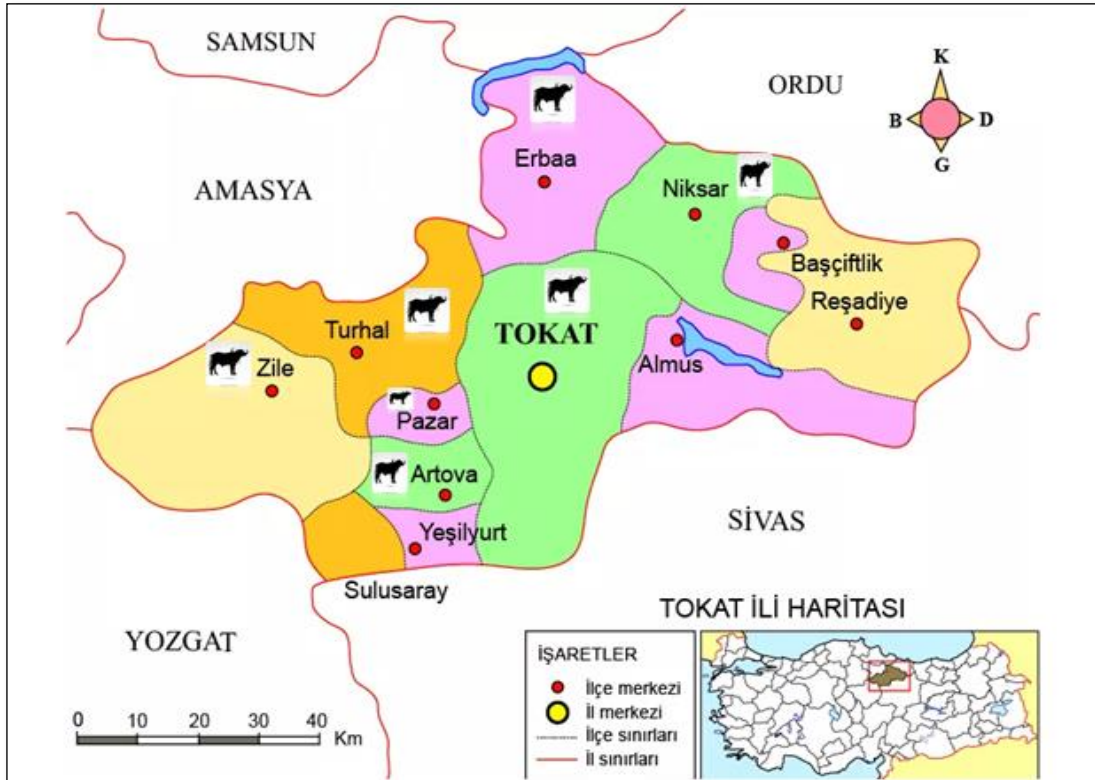 SAMSUN
ORDU
K
B D
G
Erbaa
Niksar
AMASYA
Başçiftlik
Reşadiye
Turhal
TOKAT
Almus
Zile
Pazar
Artova
Yeşilyurt
SİVAS
Sulusaray
YOZGAT
TOKAT İLİ HARİTASI
İŞARETLER
İlçe merkezi
İl merkezi
İlçe sınırları
İl sınırları
0 10 20 30 40
Km